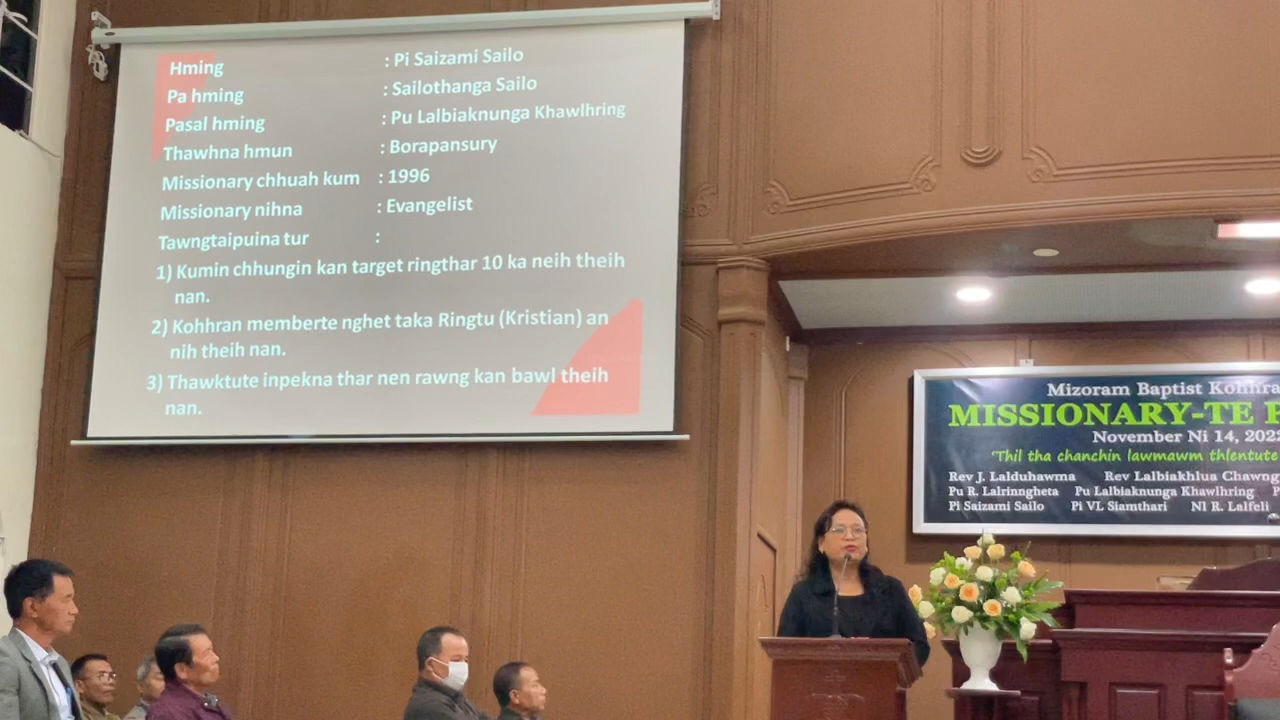 Hming : Pi Saizami Sailo
Pa hming : Sailothanga Sailo
Pasal hming : Pu Lalbiaknunga Khawlhring
Thawhna hmun : Borapansury
Missionary chhuah kum : 1996
Missionary nihna : Evangelist
Tawngtaipuina tur :
1) Kumin chhungin kan target ringthar 10 ka neih theih
nan.
2) Kohhran memberte nghet taka Ringtu (Kristian) an
nih theih nan.
3) Thawktute inpekna thar nen rawng kan bawl theih
nan.
Mizoram Baptist Kohhra
MISSIONARY-TE
November Ni 14, 202
'Thil tha chanchin lawmawm thlentute
Rev J. Lalduhawma Rev Lalbiakhlua Chawng
Pu R. Lalrinngheta Pu Lalbiaknunga Khawlhring P
Pi Saizami Sailo Pi VL Siamthari Nl R. Lalfeli